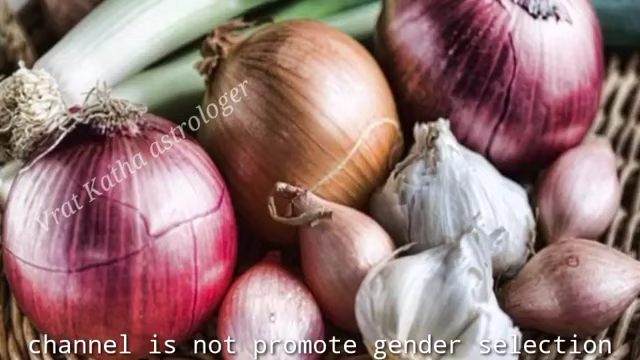 Vrat Katha astrologer
channel is not promote gender selection